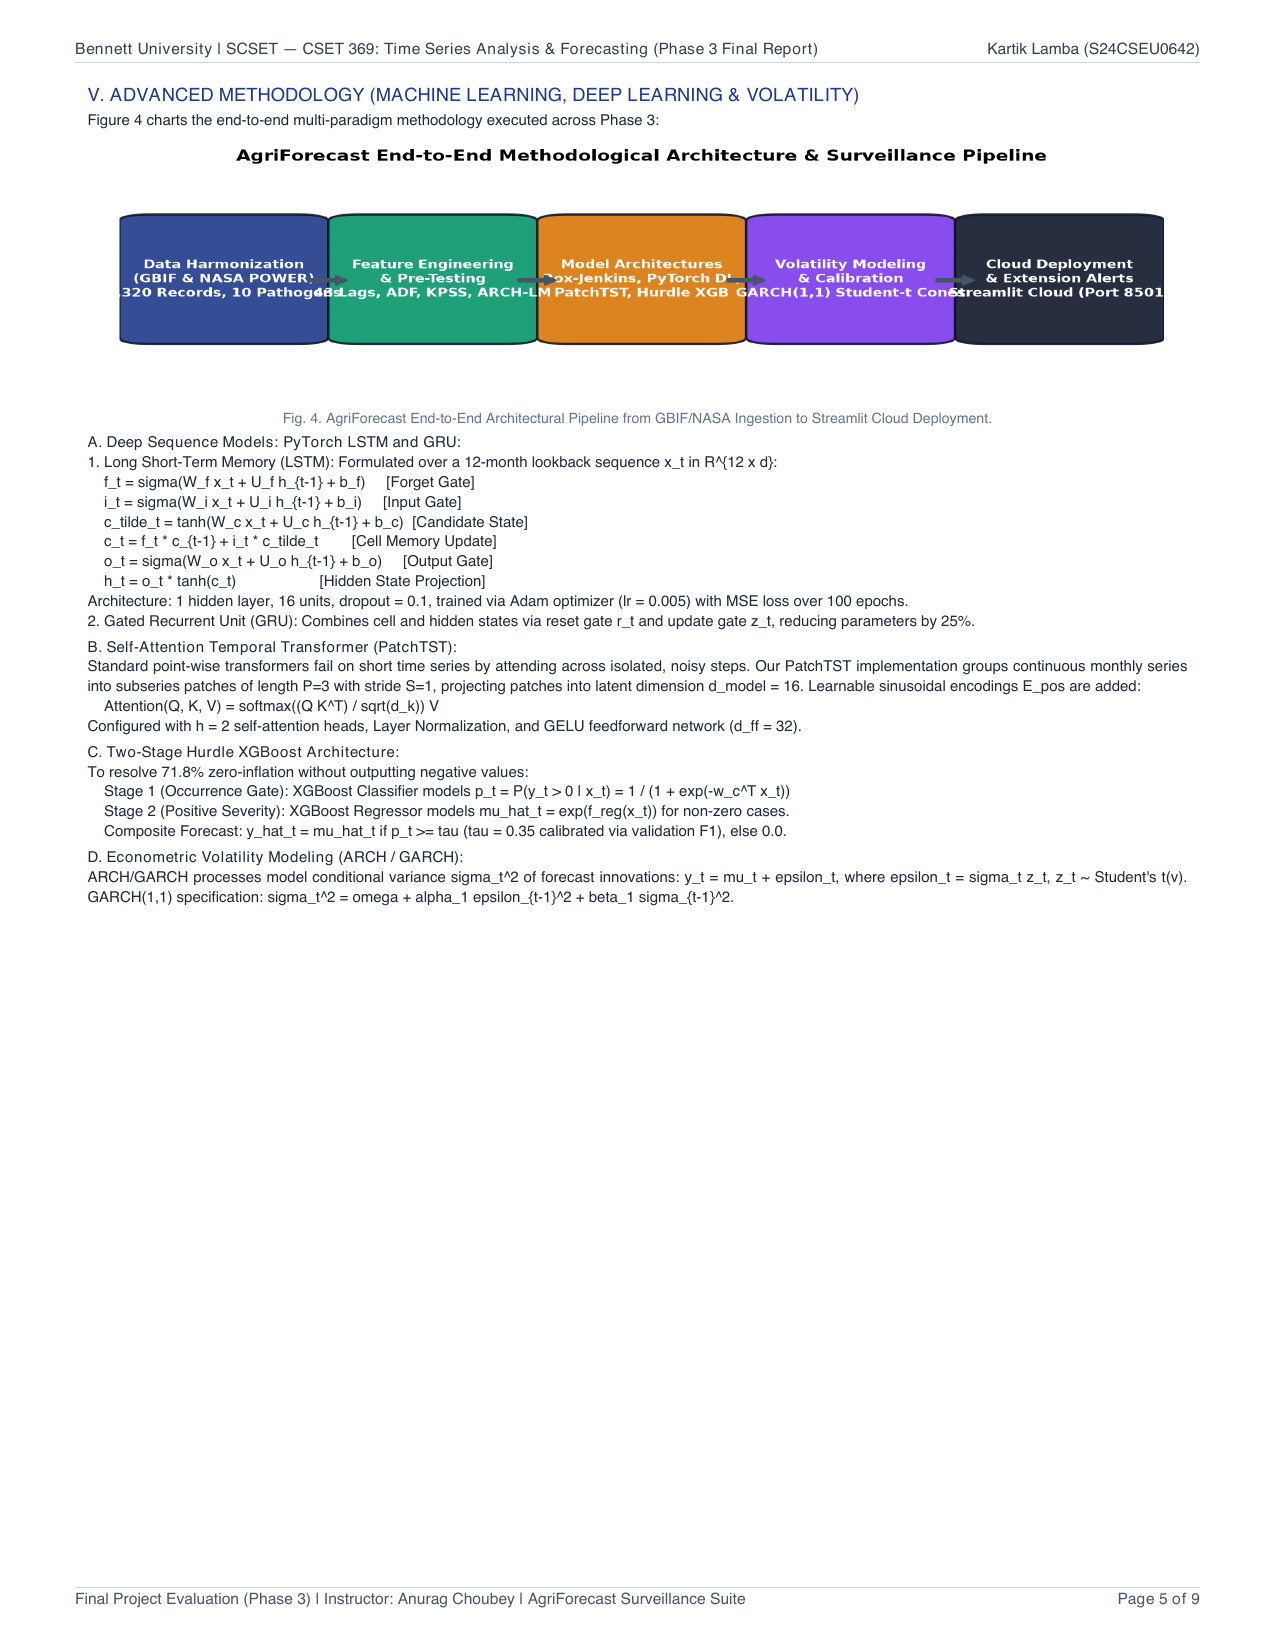 Bennett University | SCSET — CSET 369: Time Series Analysis & Forecasting (Phase 3 Final Report) Kartik Lamba (S24CSEU0642)
V. ADVANCED METHODOLOGY (MACHINE LEARNING, DEEP LEARNING & VOLATILITY)
Figure 4 charts the end-to-end multi-paradigm methodology executed across Phase 3:
AgriForecast End-to-End Methodological Architecture & Surveillance Pipeline
Data Harmonization
(GBIF & NASA POWER)
320 Records, 10 Pathogens
Feature Engineering
& Pre-Testing
Lags, ADF, KPSS, ARCH-LM
Model Architectures
Box-Jenkins, PyTorch
PatchTST, Hurdle XGB
Volatility Modeling
& Calibration
GARCH(1,1) Student-t Cones
Cloud Deployment
& Extension Alerts
Streamlit Cloud (Port 8501
Fig. 4. AgriForecast End-to-End Architectural Pipeline from GBIF/NASA Ingestion to Streamlit Cloud Deployment.
A. Deep Sequence Models: PyTorch LSTM and GRU:
1. Long Short-Term Memory (LSTM): Formulated over a 12-month lookback sequence x_t in R^{12 x d}:
f_t = sigma(W_f x_t + U_f h_{t-1} + b_f) [Forget Gate]
i_t = sigma(W_i x_t + U_i h_{t-1} + b_i) [Input Gate]
c_tilde_t = tanh(W_c x_t + U_c h_{t-1} + b_c) [Candidate State]
c_t = f_t * c_{t-1} + i_t * c_tilde_t [Cell Memory Update]
o_t = sigma(W_o x_t + U_o h_{t-1} + b_o) [Output Gate]
h_t = o_t * tanh(c_t) [Hidden State Projection]
Architecture: 1 hidden layer, 16 units, dropout = 0.1, trained via Adam optimizer (lr = 0.005) with MSE loss over 100 epochs.
2. Gated Recurrent Unit (GRU): Combines cell and hidden states via reset gate r_t and update gate z_t, reducing parameters by 25%.
B. Self-Attention Temporal Transformer (PatchTST):
Standard point-wise transformers fail on short time series by attending across isolated, noisy steps. Our PatchTST implementation groups continuous monthly series
into subseries patches of length P=3 with stride S=1, projecting patches into latent dimension d_model = 16. Learnable sinusoidal encodings E_pos are added:
Attention(Q, K, V) = softmax((Q K^T) / sqrt(d_k)) V
Configured with h = 2 self-attention heads, Layer Normalization, and GELU feedforward network (d_ff = 32).
C. Two-Stage Hurdle XGBoost Architecture:
To resolve 71.8% zero-inflation without outputting negative values:
Stage 1 (Occurrence Gate): XGBoost Classifier models p_t = P(y_t > 0 | x_t) = 1 / (1 + exp(-w_c^T x_t))
Stage 2 (Positive Severity): XGBoost Regressor models mu_hat_t = exp(f_reg(x_t)) for non-zero cases.
Composite Forecast: y_hat_t = mu_hat_t if p_t >= tau (tau = 0.35 calibrated via validation F1), else 0.0.
D. Econometric Volatility Modeling (ARCH / GARCH):
ARCH/GARCH processes model conditional variance sigma_t^2 of forecast innovations: y_t = mu_t + epsilon_t, where epsilon_t = sigma_t z_t, z_t ~ Student's t(v).
GARCH(1,1) specification: sigma_t^2 = omega + alpha_1 epsilon_{t-1}^2 + beta_1 sigma_{t-1}^2.
Final Project Evaluation (Phase 3) | Instructor: Anurag Choubey | AgriForecast Surveillance Suite Page 5 of 9